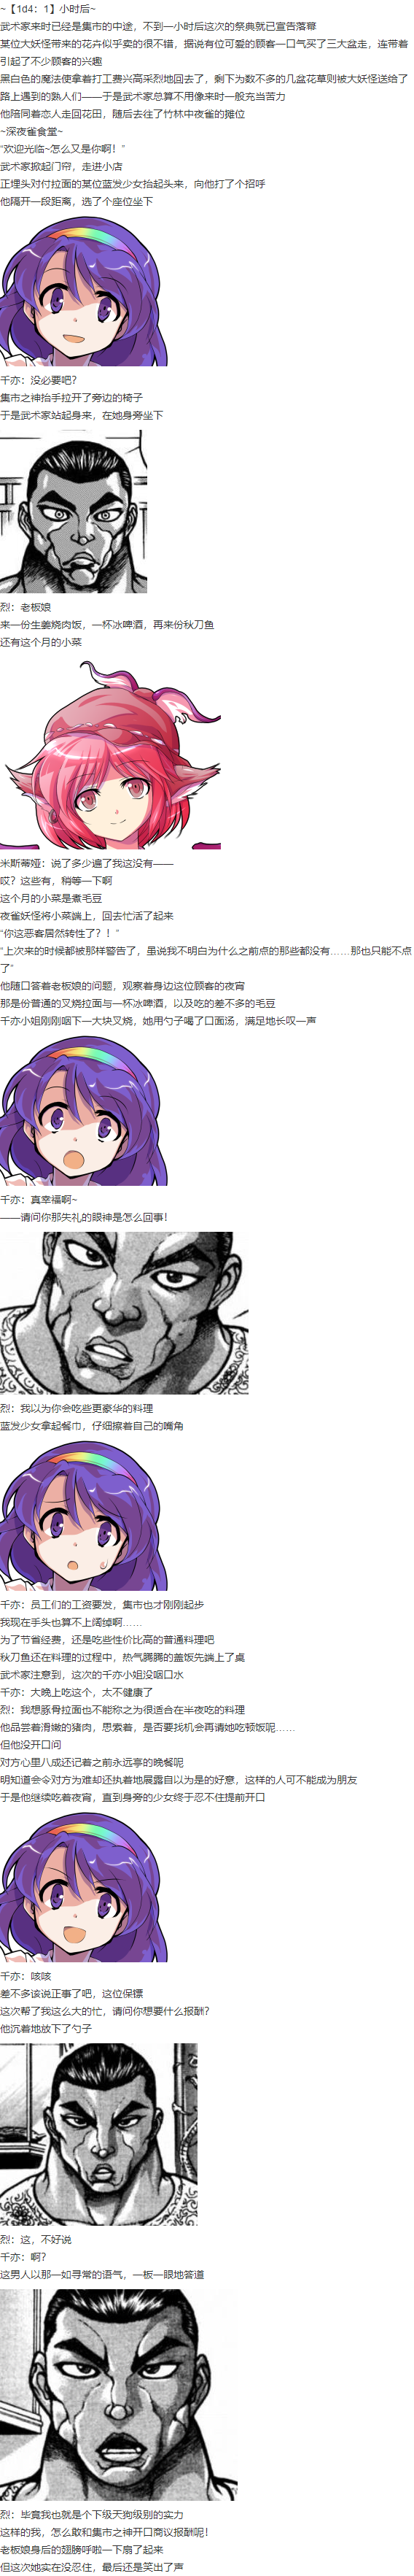 ~【1d4：1】小时后~
武术家来时已经是集市的中途，不到一小时后这次的祭典就已宣告落幕
某位大妖怪带来的花卉似乎卖的很不错，据说有位可爱的顾客一口气买了三大盆走，连带着
引起了不少顾客的兴趣
黑白色的魔法使拿着打工费兴高采烈地回去了，剩下为数不多的几盆花草则被大妖怪送给了
路上遇到的熟人们——于是武术家总算不用像来时一般充当苦力
他陪同着恋人走回花田，随后去往了竹林中夜雀的摊位
~深夜雀食堂~
“欢迎光临~怎么又是你啊！”
武术家掀起门帘，走进小店
正埋头对付拉面的某位蓝发少女抬起头来，向他打了个招呼
他隔开一段距离，选了个座位坐下
千亦：没必要吧？
集市之神抬手拉开了旁边的椅子
于是武术家站起身来，在她身旁坐下
烈：老板娘
来一份生姜烧肉饭，一杯冰啤酒，再来份秋刀鱼
还有这个月的小菜
米斯蒂娅：说了多少遍了我这没有——
哎？这些有，稍等一下啊
这个月的小菜是煮毛豆
夜雀妖怪将小菜端上，回去忙活了起来
“你这恶客居然转性了？！”
“上次来的时候都被那样警告了，虽说我不明白为什么之前点的那些都没有……那也只能不点
了”
他随口答着老板娘的问题，观察着身边这位顾客的夜宵
那是份普通的叉烧拉面与一杯冰啤酒，以及吃的差不多的毛豆
千亦小姐刚刚咽下一大块叉烧，她用勺子喝了口面汤，满足地长叹一声
千亦：真幸福啊~
——请问你那失礼的眼神是怎么回事！
烈：我以为你会吃些更豪华的料理
蓝发少女拿起餐巾，仔细擦着自己的嘴角
千亦：员工们的工资要发，集市也才刚刚起步
我现在手头也算不上阔绰啊……
为了节省经费，还是吃些性价比高的普通料理吧
秋刀鱼还在料理的过程中，热气腾腾的盖饭先端上了桌
武术家注意到，这次的千亦小姐没咽口水
千亦：大晚上吃这个，太不健康了
烈：我想豚骨拉面也不能称之为很适合在半夜吃的料理
他品尝着滑嫩的猪肉，思索着，是否要找机会再请她吃顿饭呢……
但他没开口问
对方心里八成还记着之前永远亭的晚餐呢
明知道会令对方为难却还执着地展露自以为是的好意，这样的人可不能成为朋友
于是他继续吃着夜宵，直到身旁的少女终于忍不住提前开口
千亦：咳咳
差不多该说正事了吧，这位保镖
这次帮了我这么大的忙，请问你想要什么报酬？
他沉着地放下了勺子
烈：这，不好说
千亦：啊？
这男人以那一如寻常的语气，一板一眼地答道
烈：毕竟我也就是个下级天狗级别的实力
这样的我，怎么敢和集市之神开口商议报酬呢！
老板娘身后的翅膀呼啦一下扇了起来
但这次她实在没忍住，最后还是笑出了声